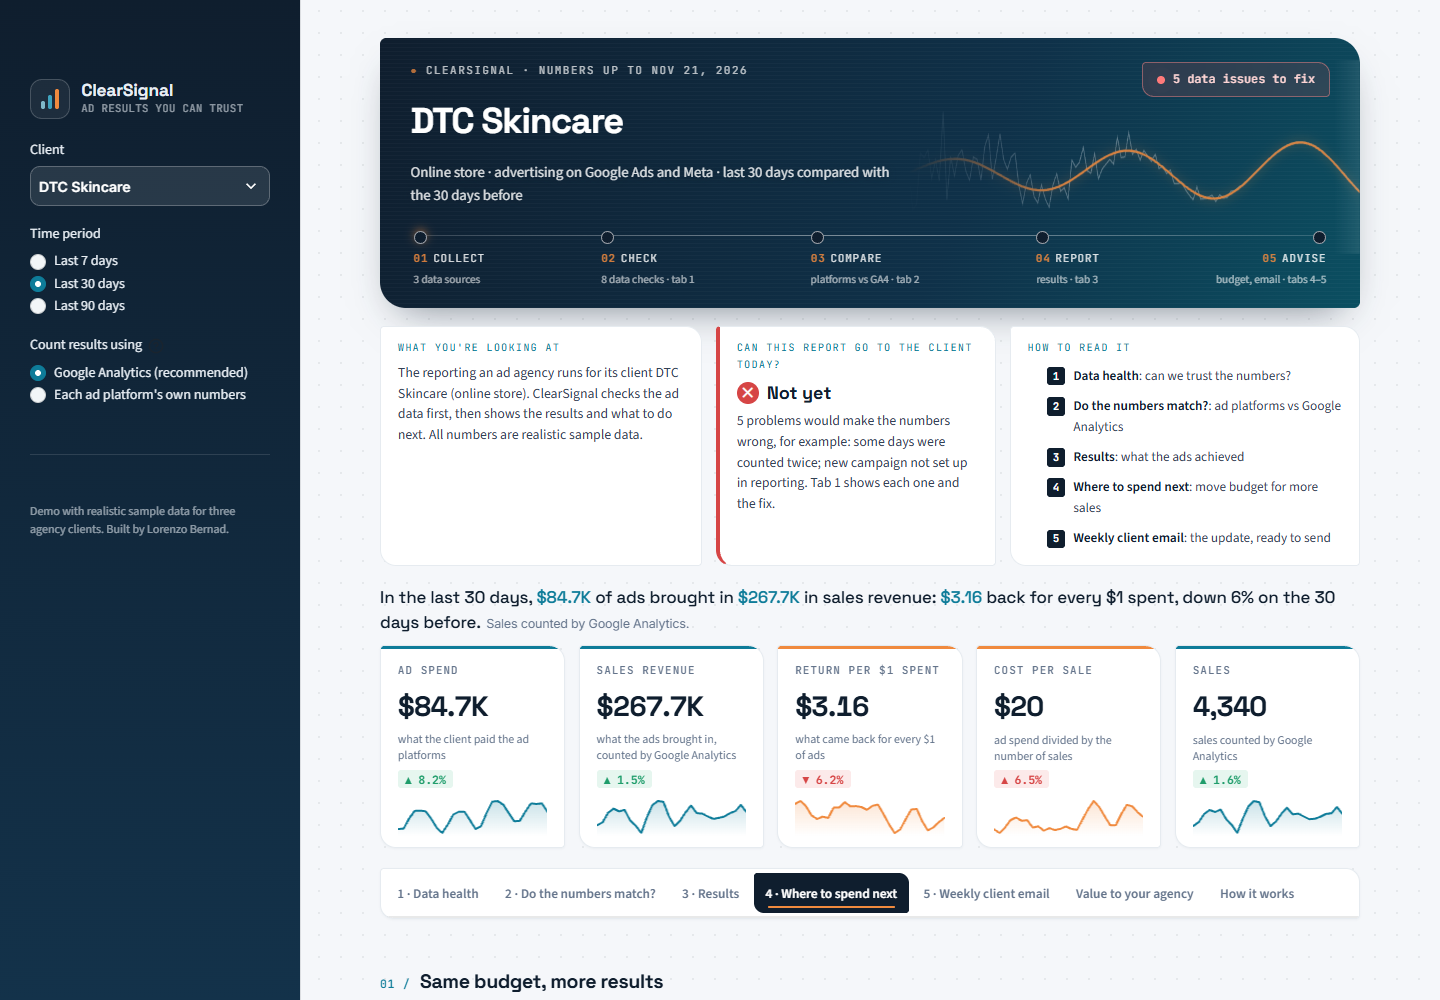 ClearSignal
AD RESULTS YOU CAN TRUST
Client
DTC Skincare
Time period
Last 7 days
Last 30 days
Last 90 days
Count results using
Google Analytics (recommended)
Each ad platform's own numbers
Demo with realistic sample data for three
agency clients. Built by Lorenzo Bernad.
CLEARSIGNAL · NUMBERS UP TO NOV 21, 2026
5 data issues to fix
DTC Skincare
Online store · advertising on Google Ads and Meta · last 30 days compared with
the 30 days before
01 COLLECT
3 data sources
02 CHECK
8 data checks · tab 1
03 COMPARE
platforms vs GA4 · tab 2
04 REPORT
results · tab 3
05 ADVISE
budget, email · tabs 4–5
WHAT YOU'RE LOOKING AT
The reporting an ad agency runs for its client DTC
Skincare (online store). ClearSignal checks the ad
data first, then shows the results and what to do
next. All numbers are realistic sample data.
CAN THIS REPORT GO TO THE CLIENT
TODAY?
Not yet
5 problems would make the numbers
wrong, for example: some days were
counted twice; new campaign not set up
in reporting. Tab 1 shows each one and
the fix.
HOW TO READ IT
1 Data health: can we trust the numbers?
2 Do the numbers match?: ad platforms vs Google
Analytics
3 Results: what the ads achieved
4 Where to spend next: move budget for more
sales
5 Weekly client email: the update, ready to send
In the last 30 days, $84.7K of ads brought in $267.7K in sales revenue: $3.16 back for every $1 spent, down 6% on the 30
days before. Sales counted by Google Analytics.
AD SPEND
$84.7K
what the client paid the ad
platforms
▲ 8.2%
SALES REVENUE
$267.7K
what the ads brought in,
counted by Google Analytics
▲ 1.5%
RETURN PER $1 SPENT
$3.16
what came back for every $1
of ads
▼ 6.2%
COST PER SALE
$20
ad spend divided by the
number of sales
▲ 6.5%
SALES
4,340
sales counted by Google
Analytics
▲ 1.6%
1 · Data health
2 · Do the numbers match?
3 · Results
4 · Where to spend next
5 · Weekly client email
Value to your agency
How it works
01 / Same budget, more results